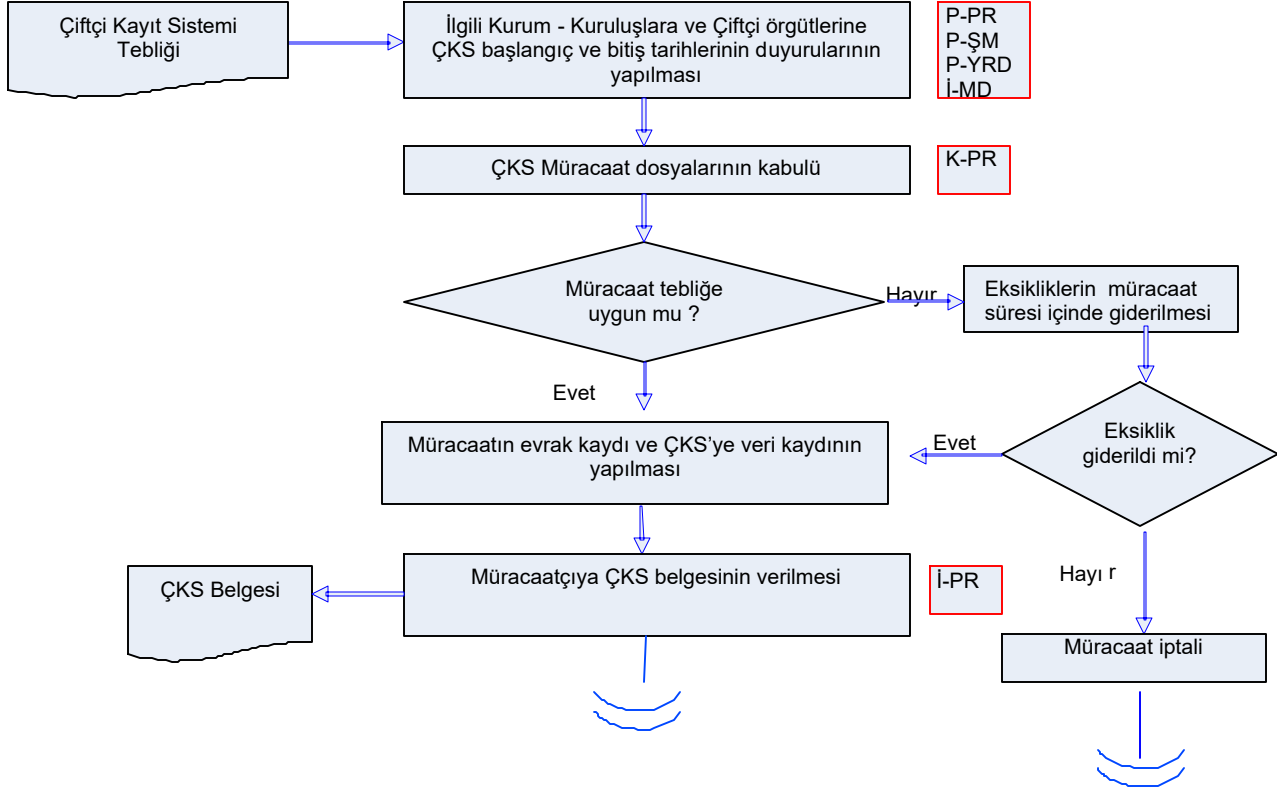 Çiftçi Kayıt Sistemi
Tebliği
İlgili Kurum - Kuruluşlara ve Çiftçi örgütlerine
ÇKS başlangıç ve bitiş tarihlerinin duyurularının
yapılması
P-PR
P-ŞM
P-YRD
İ-MD
ÇKS Müracaat dosyalarının kabulü
K-PR
Müracaat tebliğe
uygun mu ?
Hayır
Eksikliklerin müracaat
süresi içinde giderilmesi
Evet
Müracaatın evrak kaydı ve ÇKS’ye veri kaydının
yapılması
Evet
Eksiklik
giderildi mi?
ÇKS Belgesi
Müracaatçıya ÇKS belgesinin verilmesi
İ-PR
Hayı r
Müracaat iptali